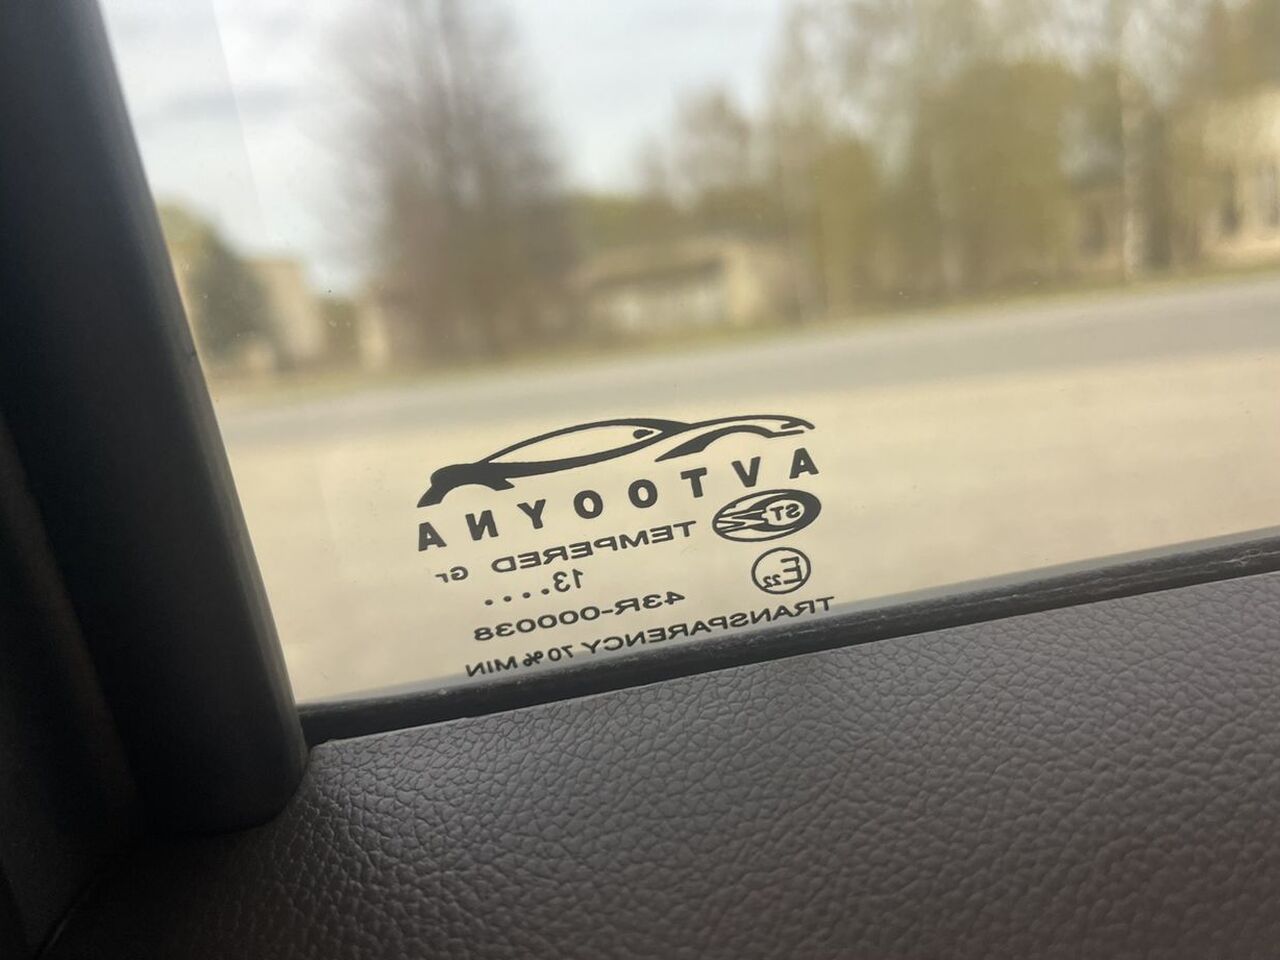 AVTOOYNA
ST
TEMPERED Gr
E22
13....
43R-000038
TRANSPARENCY 70% MIN